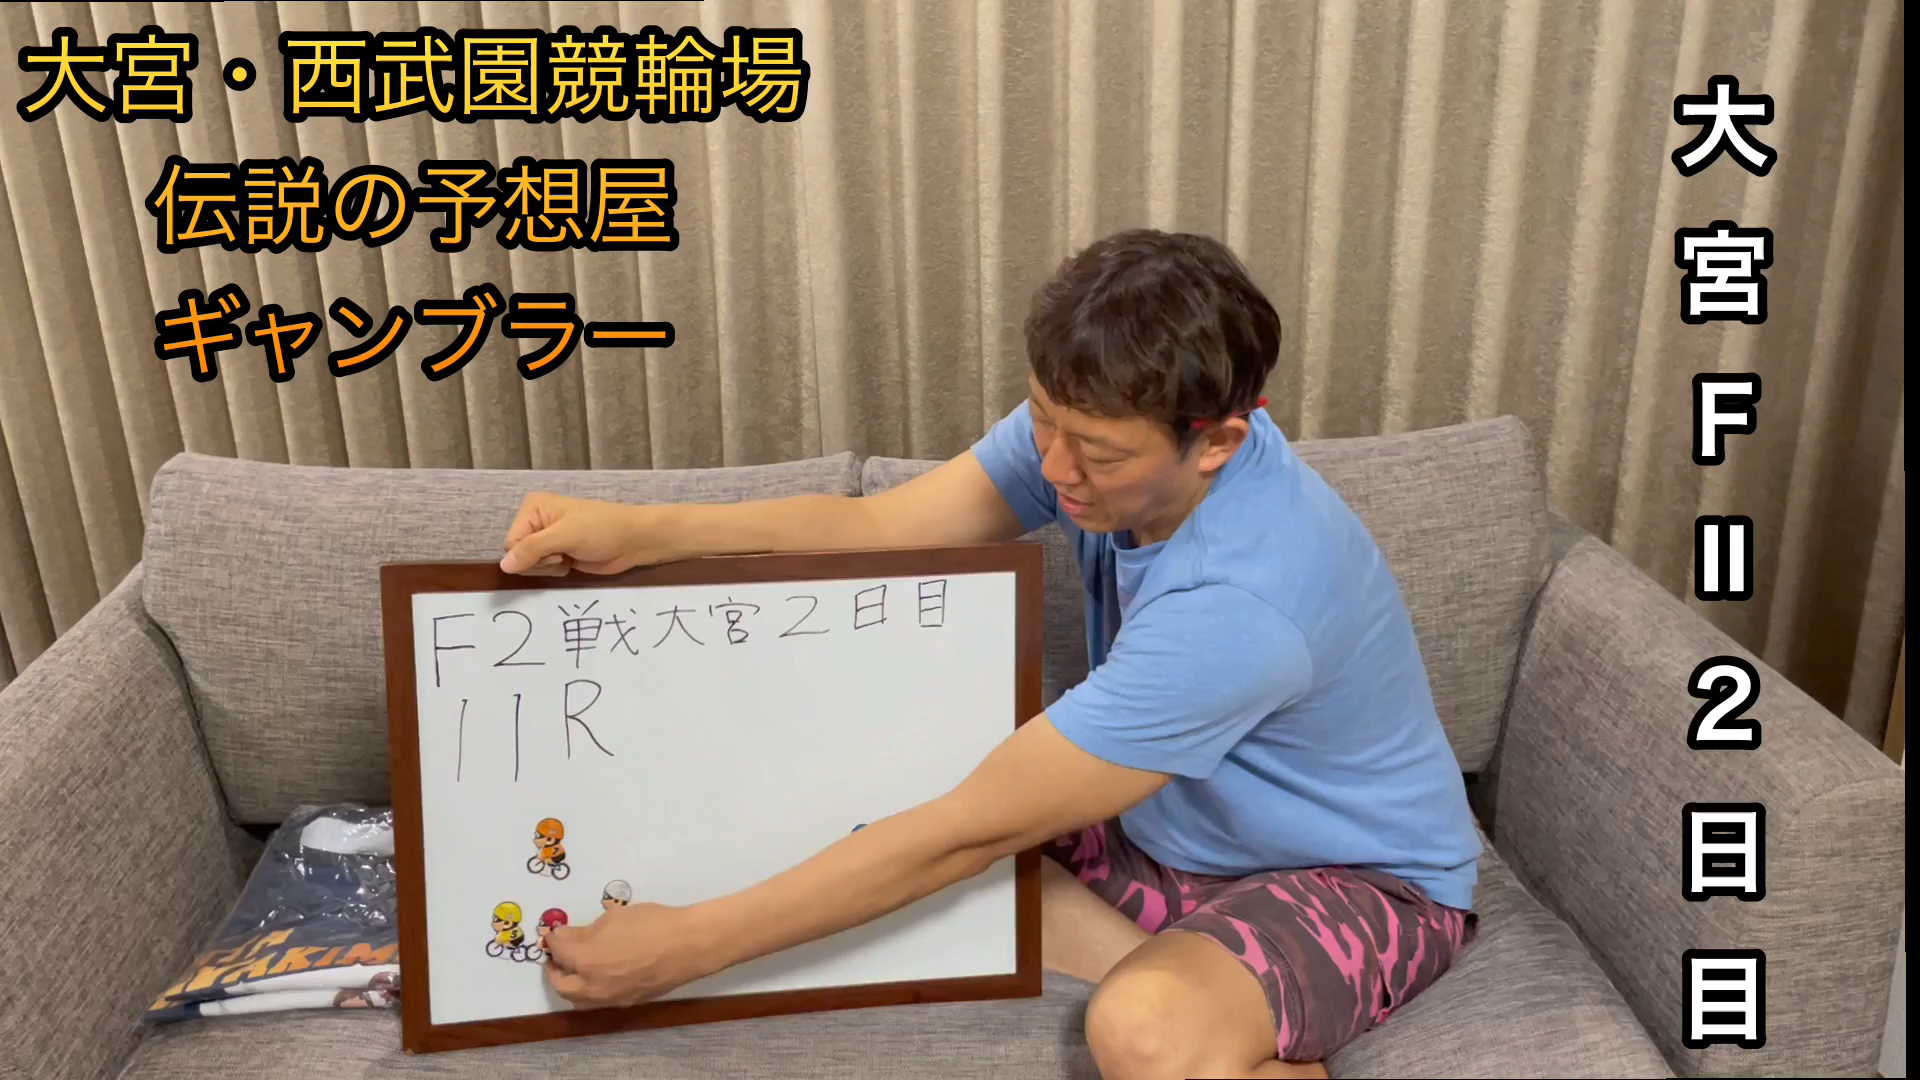 大宮・西武園競輪場
伝説の予想屋
ギャンブラー
大宮FⅡ2日目
F2戦大宮2日目
11R